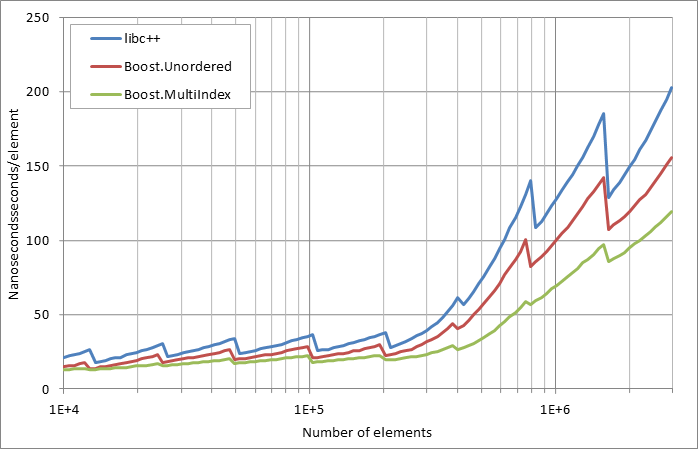 250
200
150
100
50
0
Nanosecondsseconds/element
libc++
Boost.Unordered
Boost.MultiIndex
1E+4
1E+5
1E+6
Number of elements